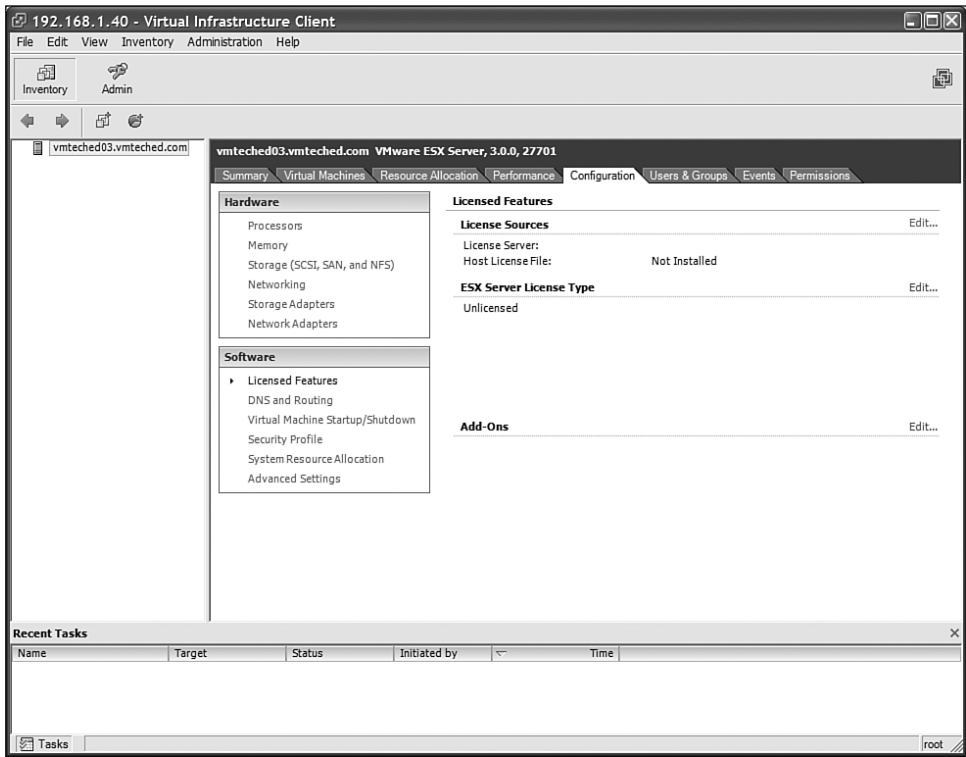 192.168.1.40 - Virtual Infrastructure Client
File Edit View Inventory Administration Help
Inventory Admin
vmteched03.vmteched.com
vmteched03.vmteched.com VMware ESX Server, 3.0.0, 27701
Summary Virtual Machines Resource Allocation Performance Configuration Users & Groups Events Permissions
Hardware
Processors
Memory
Storage (SCSI, SAN, and NFS)
Networking
Storage Adapters
Network Adapters
Software
Licensed Features
DNS and Routing
Virtual Machine Startup/Shutdown
Security Profile
System Resource Allocation
Advanced Settings
Licensed Features
License Sources Edit...
License Server:
Host License File: Not Installed
ESX Server License Type Edit...
Unlicensed
Add-Ons Edit...
Recent Tasks
Name Target Status Initiated by Time
Tasks root